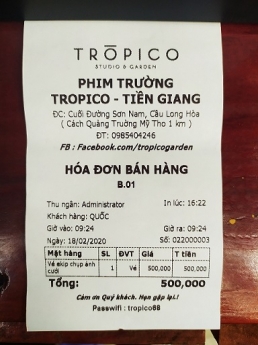 TRŌPICO
STUDIO & GARDEN
PHIM TRƯỜNG
TROPICO - TIỀN GIANG
ĐC: Cuối Đường Sơn Nam, Cầu Long Hòa
( Cách Quảng Trường Mỹ Tho 1 km )
ĐT: 0985404246
FB : Facebook.com/tropicogarden
HÓA ĐƠN BÁN HÀNG
B.01
Thu ngân: Administrator In lúc: 16:22
Khách hàng: QUỐC
Giờ vào: 09:24 Giờ ra: 09:24
Ngày: 18/02/2020 Số: 022000003
Mặt hàng SL ĐVT Giá T tiền
Vé ekip chụp ảnh cưới 1 Vé 500,000 500,000
Tổng: 500,000
Cám ơn Quý khách. Hẹn gặp lại.!
Passwifi : tropico68